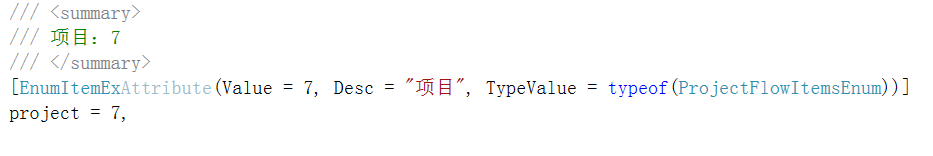 /// <summary>
/// 项目：7
/// </summary>
[EnumItemExAttribute(Value = 7, Desc = "项目", TypeValue = typeof(ProjectFlowItemsEnum))]
project = 7,